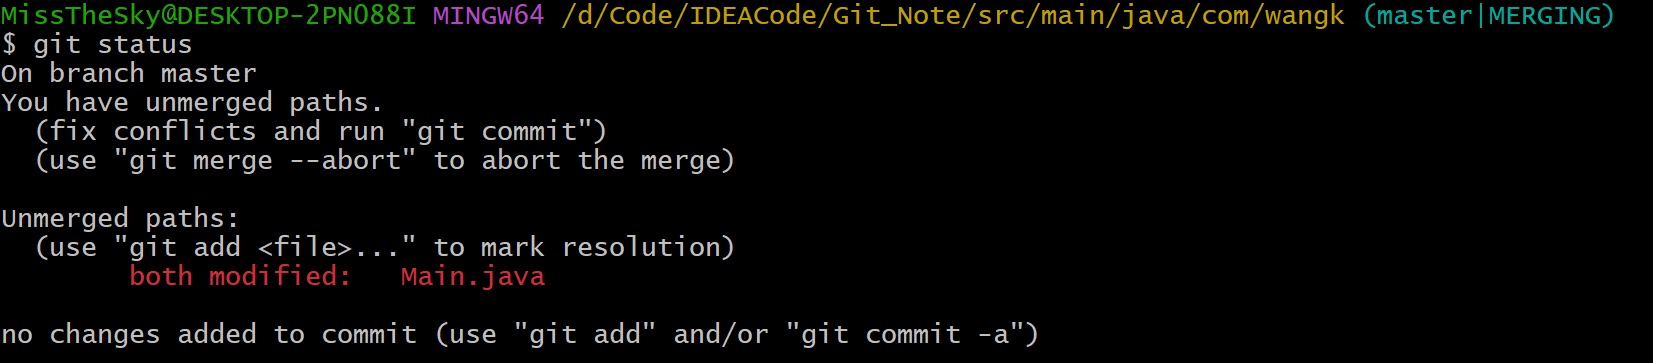 MissTheSky@DESKTOP-2PNO88I MINGW64 /d/Code/IDEACode/Git_Note/src/main/java/com/wangk (master|MERGING)
$ git status
On branch master
You have unmerged paths.
  (fix conflicts and run "git commit")
  (use "git merge --abort" to abort the merge)

Unmerged paths:
  (use "git add <file>..." to mark resolution)
        both modified:   Main.java

no changes added to commit (use "git add" and/or "git commit -a")